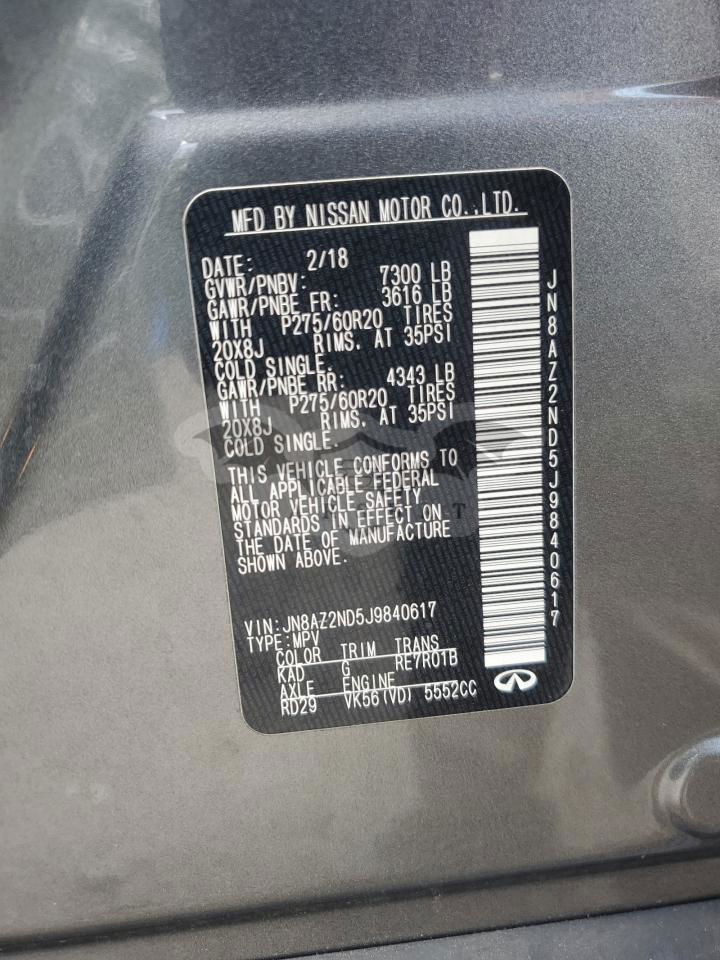 MFD BY NISSAN MOTOR CO.,LTD.
DATE: 2/18
GVWR/PNBV: 7300 LB
GAWR/PNBE FR: 3616 LB
WITH P275/60R20 TIRES
20X8J RIMS. AT 35PSI
COLD SINGLE.
GAWR/PNBE RR: 4343 LB
WITH P275/60R20 TIRES
20X8J RIMS. AT 35PSI
COLD SINGLE.
THIS VEHICLE CONFORMS TO
ALL APPLICABLE FEDERAL
MOTOR VEHICLE SAFETY
STANDARDS IN EFFECT ON
THE DATE OF MANUFACTURE
SHOWN ABOVE.
VIN:JN8AZ2ND5J9840617
TYPE:MPV
COLOR TRIM TRANS
KAD G RE7R01B
AXLE ENGINE
RD29 VK56(VD) 5552CC
JN8AZ2ND5J9840617